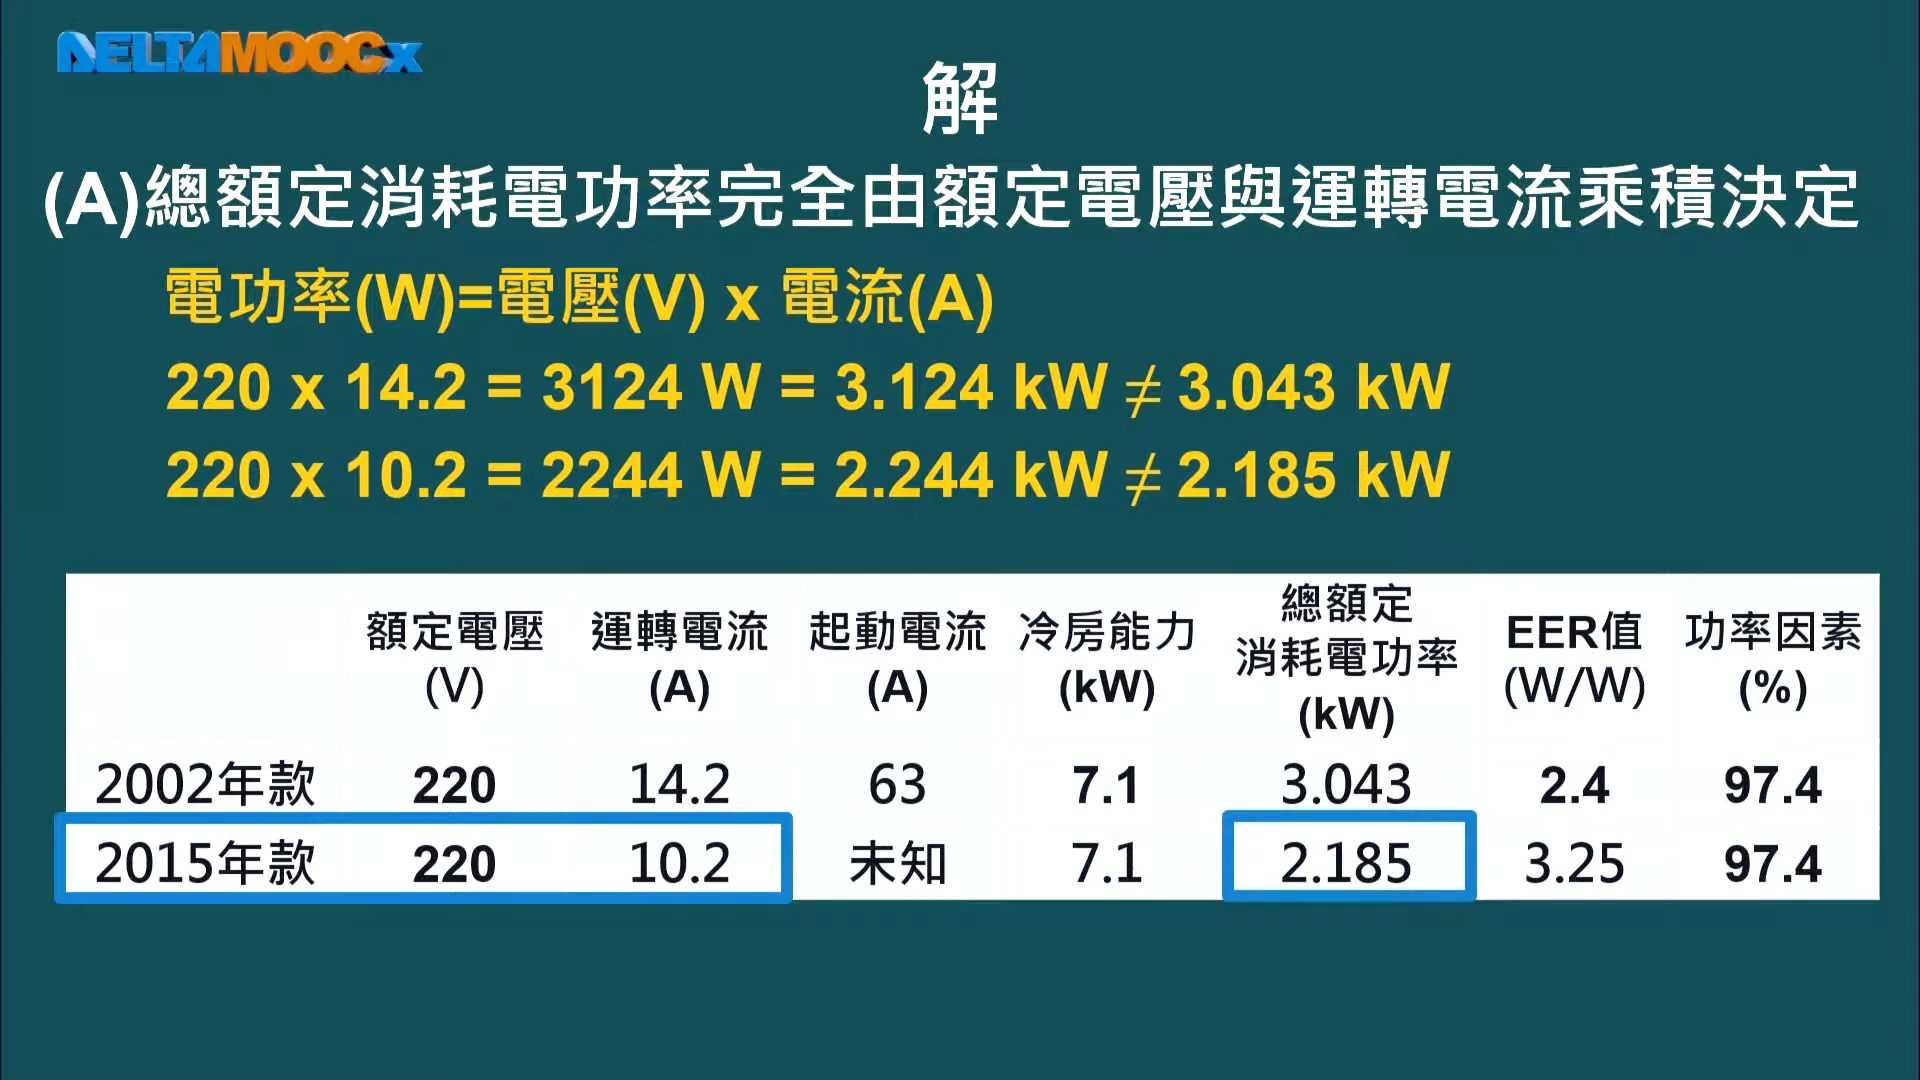 DELTAMOOCx
解
(A)總額定消耗電功率完全由額定電壓與運轉電流乘積決定
電功率(W)=電壓(V) x 電流(A)
220 x 14.2 = 3124 W = 3.124 kW ≠ 3.043 kW
220 x 10.2 = 2244 W = 2.244 kW ≠ 2.185 kW
額定電壓 (V) 運轉電流 (A) 起動電流 (A) 冷房能力 (kW) 總額定消耗電功率 (kW) EER值 (W/W) 功率因素 (%)
2002年款 220 14.2 63 7.1 3.043 2.4 97.4
2015年款 220 10.2 未知 7.1 2.185 3.25 97.4